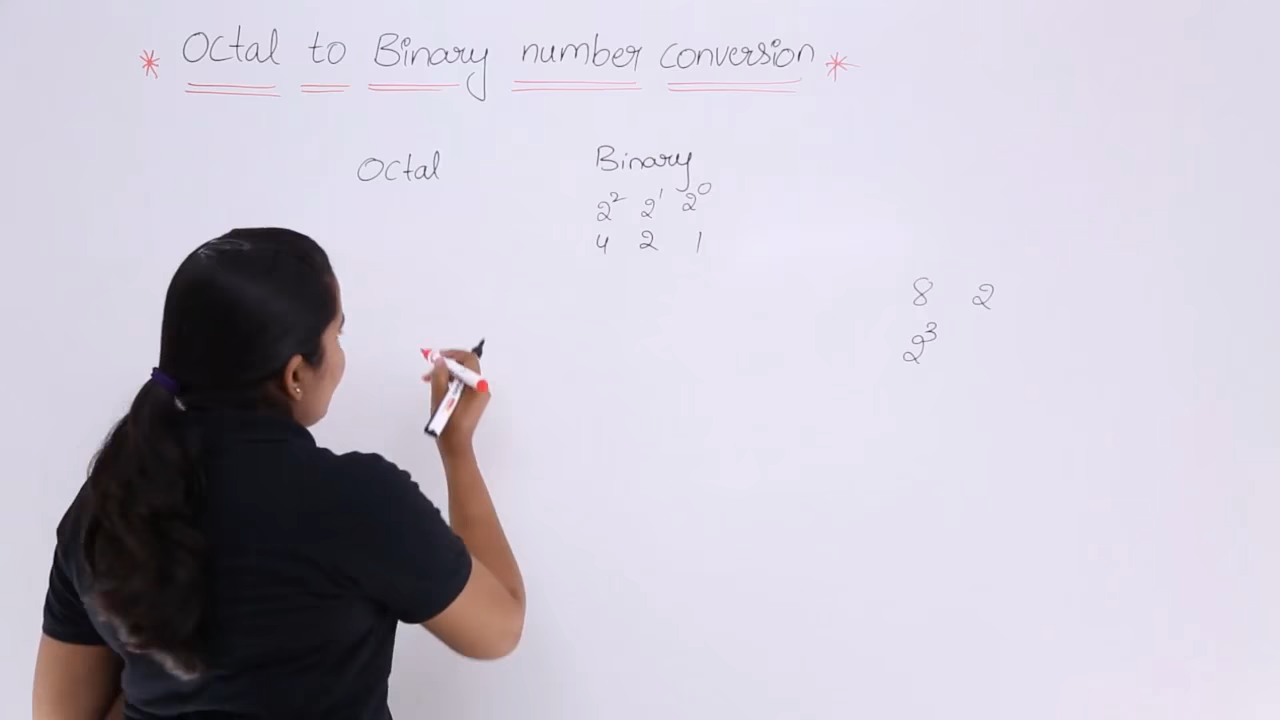 * Octal to Binary number conversion *
Octal Binary
2² 2¹ 2⁰
4 2 1
8 2
2³